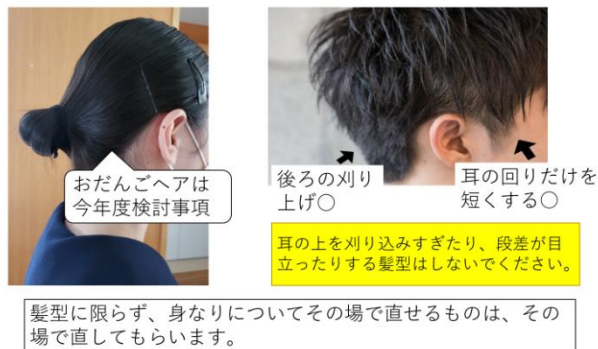 おだんごヘアは
今年度検討事項
後ろの刈り
上げ○
耳の回りだけを
短くする○
耳の上を刈り込みすぎたり、段差が目
立ったりする髪型はしないでください。
髪型に限らず、身なりについてその場で直せるものは、その
場で直してもらいます。